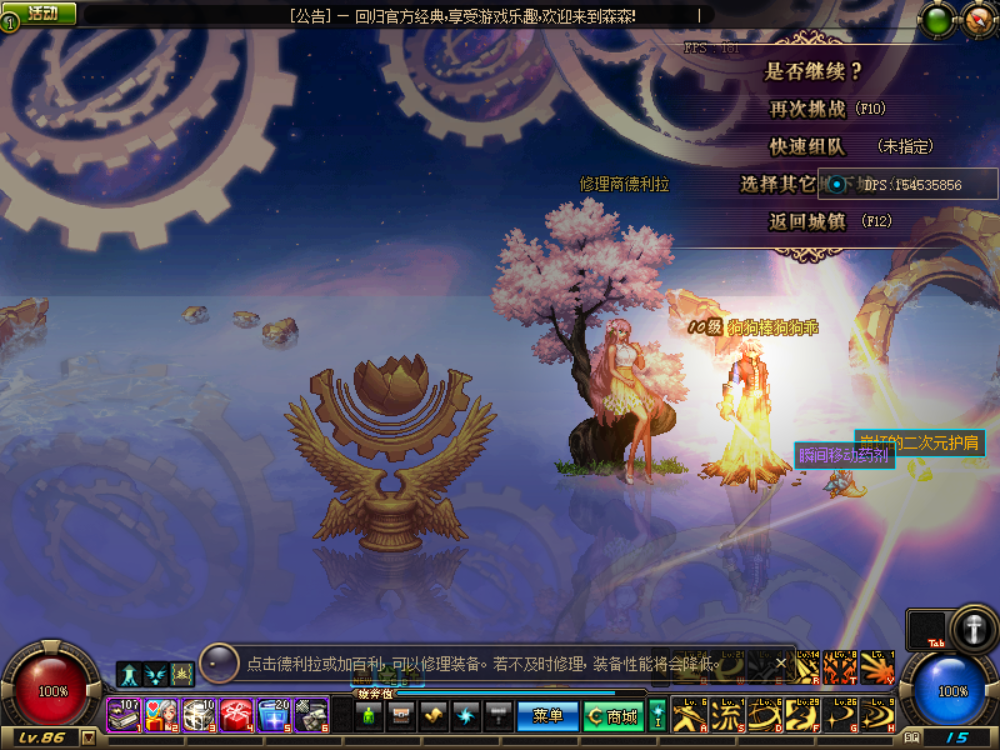 活动
[公告] — 回归官方经典,享受游戏乐趣,欢迎来到森森!
FPS : 181
是否继续？
再次挑战 (F10)
快速组队 (未指定)
选择其它地下城
DPS:154535856
返回城镇 (F12)
修理商德利拉
10级 狗狗棒狗狗乖
崩坏的二次元护肩
瞬间移动药剂
Tab
点击德利拉或加百利,可以修理装备。若不及时修理,装备性能将会降低。
100%
100%
菜单
商城
Lv.86
SP 15